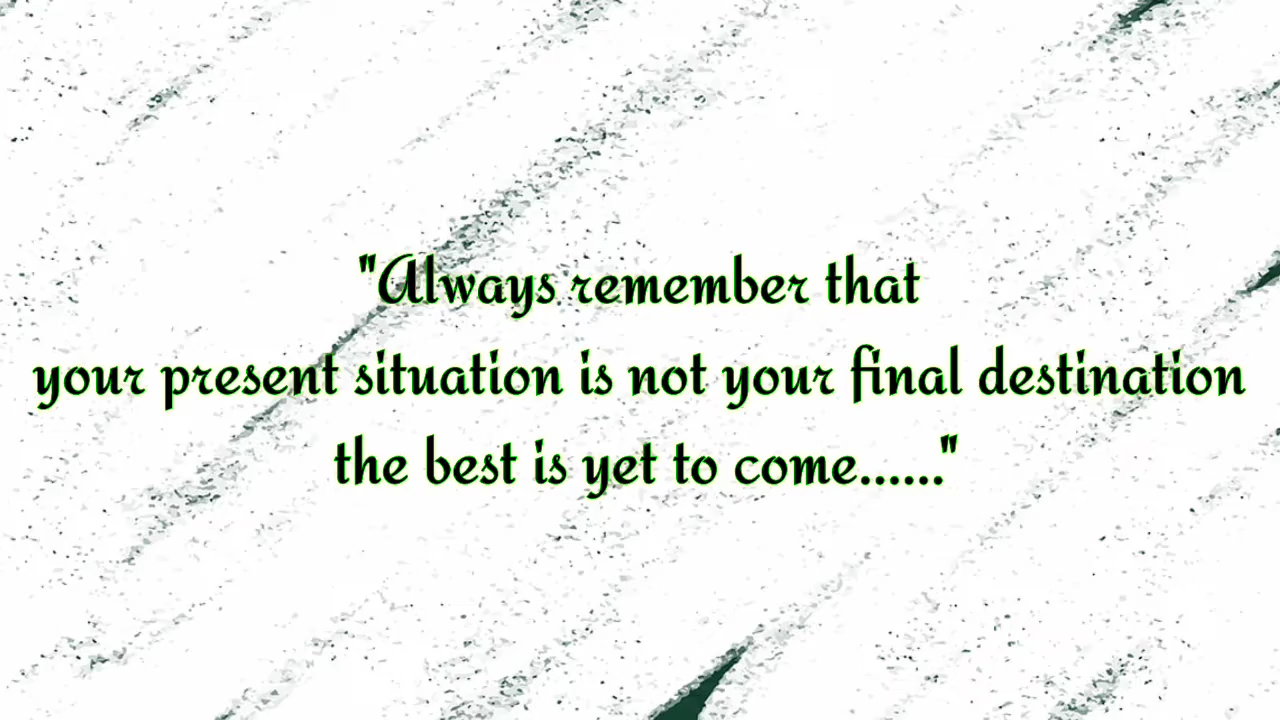 "Always remember that
your present situation is not your final destination
the best is yet to come......"